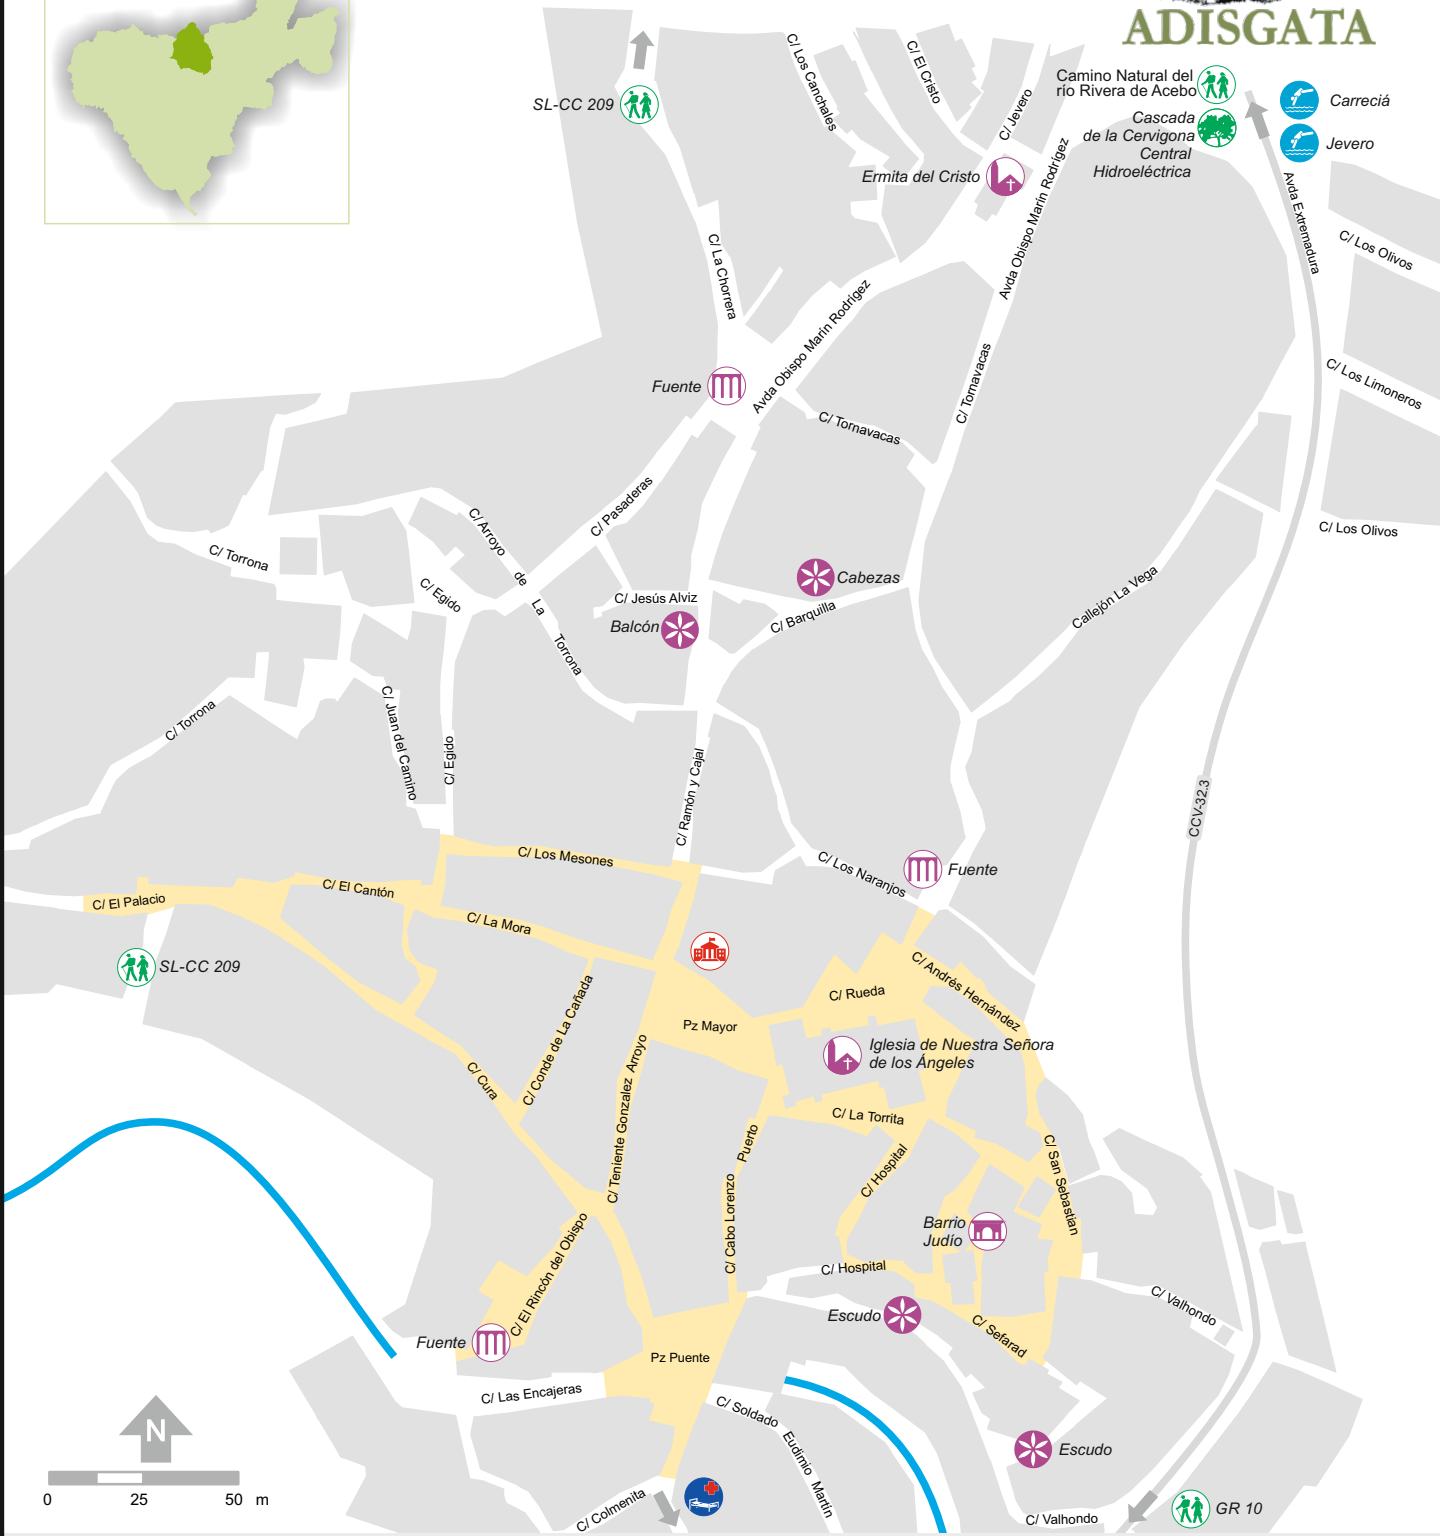 ADISGATA
Camino Natural del
río Rivera de Acebo
Cascada
de la Cervigona
Central
Hidroeléctrica
Carreciá
Jevero
SL-CC 209
C/ Los Canchales
C/ El Cristo
C/ Jevero
Ermita del Cristo
Avda Obispo Marín Rodrígez
Avda Extremadura
C/ Los Olivos
C/ La Chorrera
Avda Obispo Marín Rodrígez
Fuente
C/ Tornavacas
C/ Tornavacas
C/ Los Limoneros
C/ Pasaderas
C/ Arroyo de La Torrona
C/ Los Olivos
C/ Torrona
C/ Egido
C/ Jesús Alviz
Cabezas
Balcón
C/ Barquilla
Callejón La Vega
C/ Torrona
C/ Juan del Camino
C/ Egido
C/ Ramón y Cajal
CCV-32.3
C/ Los Mesones
C/ Los Naranjos
Fuente
C/ El Palacio
C/ El Cantón
C/ La Mora
SL-CC 209
C/ Andrés Hernández
C/ Rueda
Pz Mayor
C/ Conde de La Cañada
Iglesia de Nuestra Señora
de los Ángeles
C/ Cura
C/ Teniente Gonzalez Arroyo
C/ La Torrita
C/ Cabo Lorenzo Puerto
C/ Hospital
C/ San Sebastian
Barrio
Judío
C/ El Rincón del Obispo
C/ Hospital
Escudo
C/ Sefarad
C/ Valhondo
Fuente
Pz Puente
C/ Las Encajeras
C/ Soldado Eudimio Martín
Escudo
N
0 25 50 m
C/ Colmenita
C/ Valhondo
GR 10